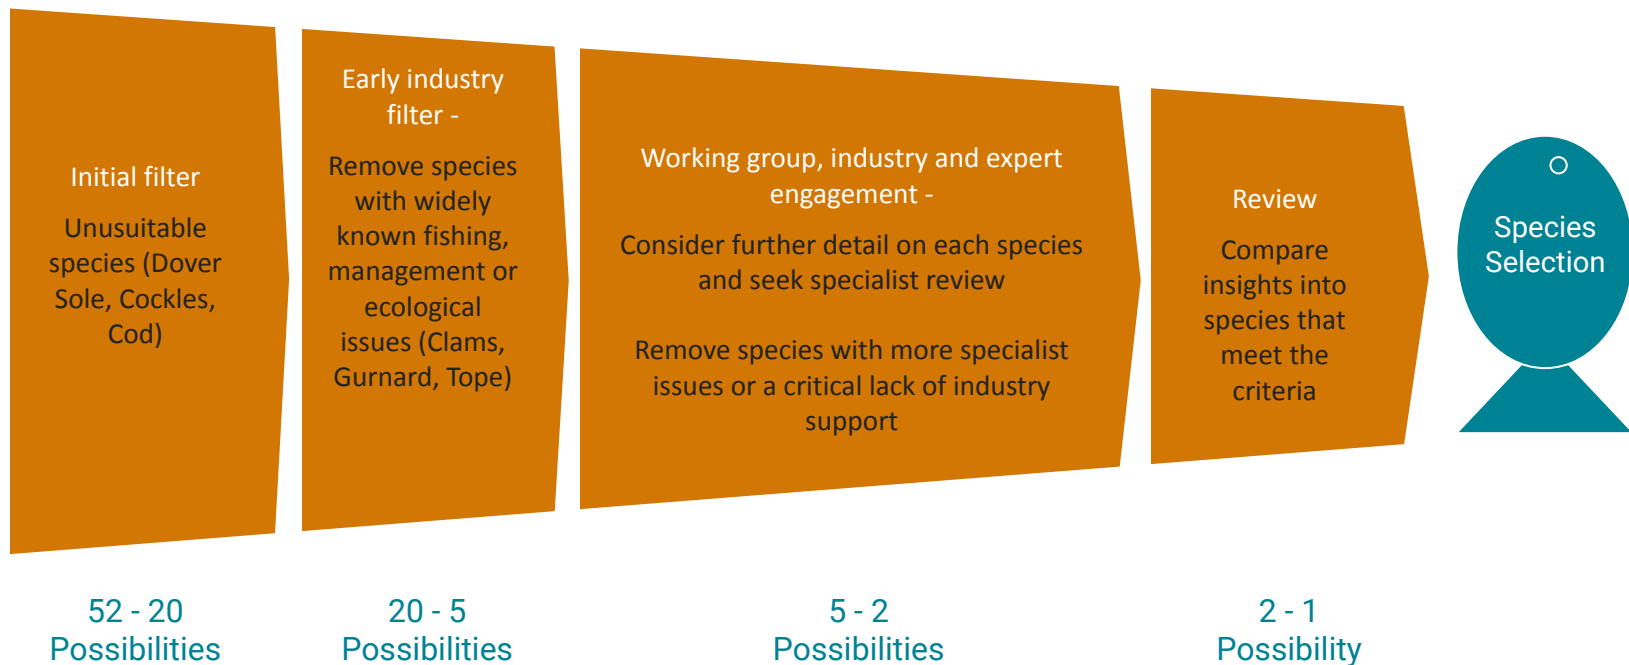 Initial filter
Unusuitable
species (Dover
Sole, Cockles,
Cod)
Early industry
filter -
Remove species
with widely
known fishing,
management or
ecological
issues (Clams,
Gurnard, Tope)
Working group, industry and expert
engagement -
Consider further detail on each species
and seek specialist review
Remove species with more specialist
issues or a critical lack of industry
support
Review
Compare
insights into
species that
meet the
criteria
Species
Selection
52 - 20
Possibilities
20 - 5
Possibilities
5 - 2
Possibilities
2 - 1
Possibility